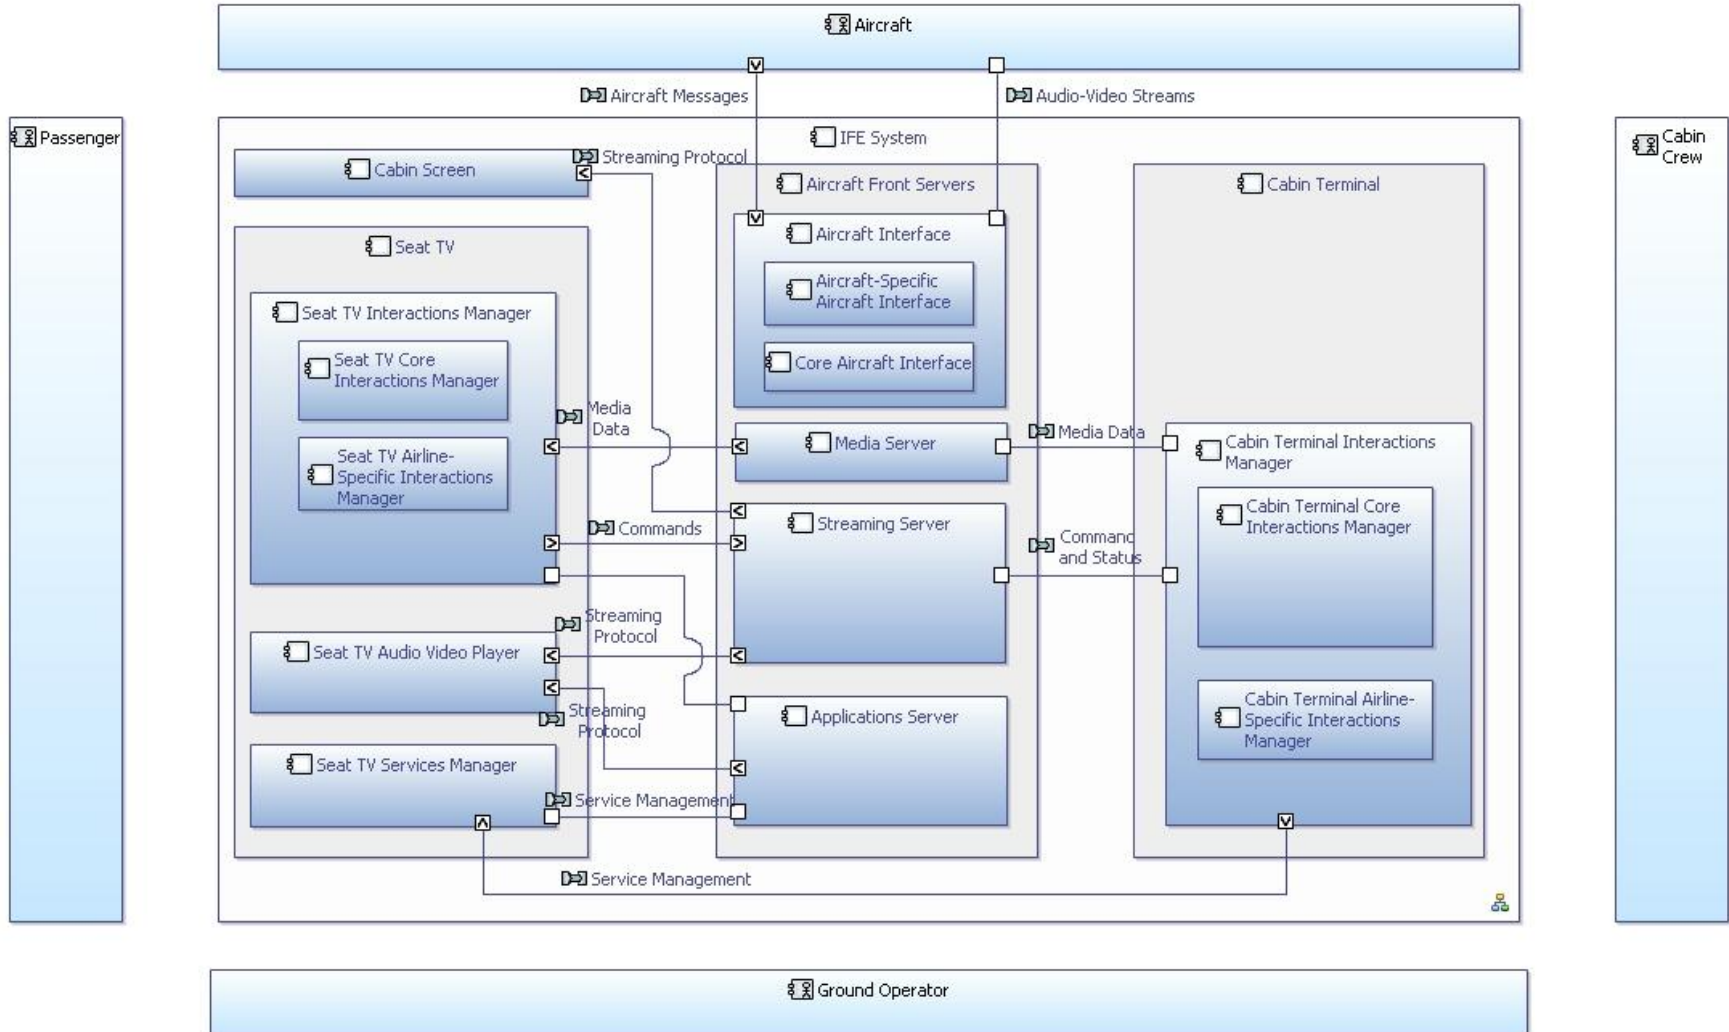 Aircraft
Aircraft Messages
Audio-Video Streams
Passenger
IFE System
Cabin
Crew
Cabin Screen
Streaming Protocol
Aircraft Front Servers
Cabin Terminal
Seat TV
Aircraft Interface
Aircraft-Specific
Aircraft Interface
Core Aircraft Interface
Seat TV Interactions Manager
Seat TV Core
Interactions Manager
Seat TV Airline-
Specific Interactions
Manager
Media
Data
Media Server
Media Data
Cabin Terminal Interactions
Manager
Cabin Terminal Core
Interactions Manager
Commands
Streaming Server
Command
and Status
Streaming
Protocol
Seat TV Audio Video Player
Streaming
Protocol
Applications Server
Cabin Terminal Airline-
Specific Interactions
Manager
Seat TV Services Manager
Service Management
Service Management
Ground Operator